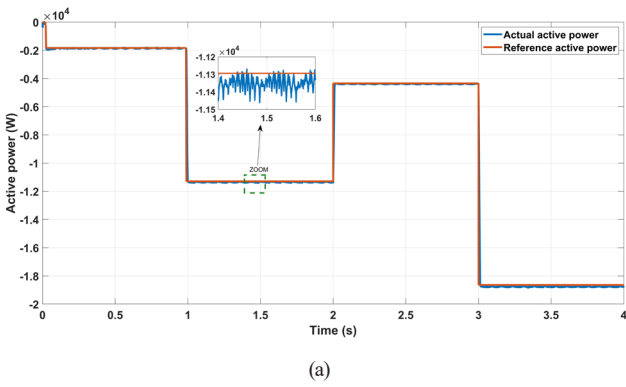 ×10⁴
0
-0.2
-0.4
-0.6
-0.8
-1
-1.2
-1.4
-1.6
-1.8
-2
Active power (W)
Actual active power
Reference active power
×10⁴
-1.12
-1.13
-1.14
-1.15
1.4 1.5 1.6
ZOOM
0 0.5 1 1.5 2 2.5 3 3.5 4
Time (s)
(a)